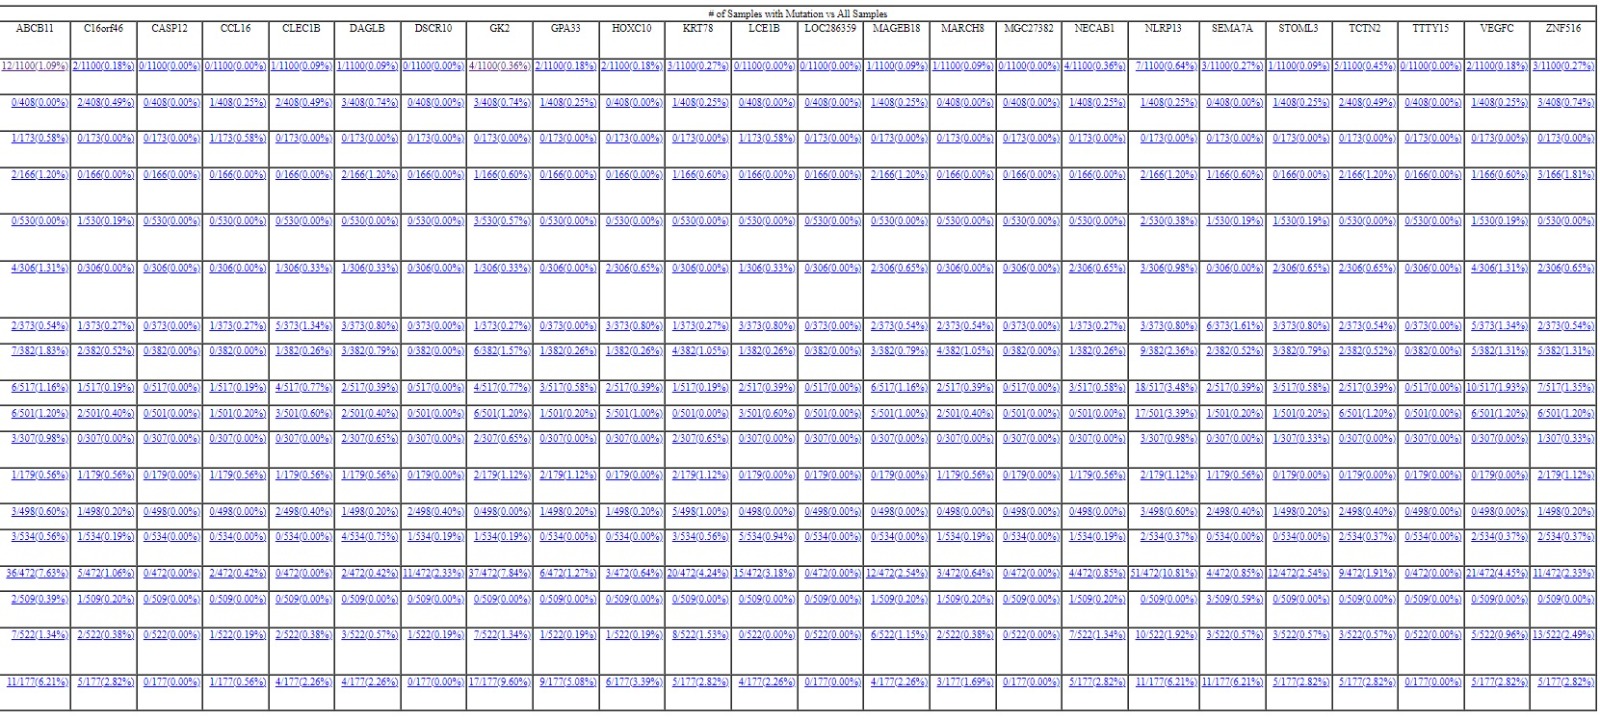 # of Samples with Mutation vs All Samples
ABCB11 C16orf46 CASP12 CCL16 CLEC1B DAGLB DSCR10 GK2 GPA33 HOXC10 KRT78 LCE1B LOC286359 MAGEB18 MARCH8 MGC27382 NECAB1 NLRP13 SEMA7A STOML3 TCTN2 TTTY15 VEGFC ZNF516
12/1100(1.09%) 2/1100(0.18%) 0/1100(0.00%) 0/1100(0.00%) 1/1100(0.09%) 1/1100(0.09%) 0/1100(0.00%) 4/1100(0.36%) 2/1100(0.18%) 2/1100(0.18%) 3/1100(0.27%) 0/1100(0.00%) 0/1100(0.00%) 1/1100(0.09%) 1/1100(0.09%) 0/1100(0.00%) 4/1100(0.36%) 7/1100(0.64%) 3/1100(0.27%) 1/1100(0.09%) 5/1100(0.45%) 0/1100(0.00%) 2/1100(0.18%) 3/1100(0.27%)
0/408(0.00%) 2/408(0.49%) 0/408(0.00%) 1/408(0.25%) 2/408(0.49%) 3/408(0.74%) 0/408(0.00%) 3/408(0.74%) 1/408(0.25%) 0/408(0.00%) 1/408(0.25%) 0/408(0.00%) 0/408(0.00%) 1/408(0.25%) 0/408(0.00%) 0/408(0.00%) 1/408(0.25%) 1/408(0.25%) 0/408(0.00%) 1/408(0.25%) 2/408(0.49%) 0/408(0.00%) 1/408(0.25%) 3/408(0.74%)
1/173(0.58%) 0/173(0.00%) 0/173(0.00%) 1/173(0.58%) 0/173(0.00%) 0/173(0.00%) 0/173(0.00%) 0/173(0.00%) 0/173(0.00%) 0/173(0.00%) 0/173(0.00%) 1/173(0.58%) 0/173(0.00%) 0/173(0.00%) 0/173(0.00%) 0/173(0.00%) 0/173(0.00%) 0/173(0.00%) 0/173(0.00%) 0/173(0.00%) 0/173(0.00%) 0/173(0.00%) 0/173(0.00%) 0/173(0.00%)
2/166(1.20%) 0/166(0.00%) 0/166(0.00%) 0/166(0.00%) 0/166(0.00%) 2/166(1.20%) 0/166(0.00%) 1/166(0.60%) 0/166(0.00%) 0/166(0.00%) 1/166(0.60%) 0/166(0.00%) 0/166(0.00%) 2/166(1.20%) 0/166(0.00%) 0/166(0.00%) 0/166(0.00%) 2/166(1.20%) 1/166(0.60%) 0/166(0.00%) 2/166(1.20%) 0/166(0.00%) 1/166(0.60%) 3/166(1.81%)
0/530(0.00%) 1/530(0.19%) 0/530(0.00%) 0/530(0.00%) 0/530(0.00%) 0/530(0.00%) 0/530(0.00%) 3/530(0.57%) 0/530(0.00%) 0/530(0.00%) 0/530(0.00%) 0/530(0.00%) 0/530(0.00%) 0/530(0.00%) 0/530(0.00%) 0/530(0.00%) 0/530(0.00%) 2/530(0.38%) 1/530(0.19%) 1/530(0.19%) 0/530(0.00%) 0/530(0.00%) 1/530(0.19%) 0/530(0.00%)
4/306(1.31%) 0/306(0.00%) 0/306(0.00%) 0/306(0.00%) 1/306(0.33%) 1/306(0.33%) 0/306(0.00%) 1/306(0.33%) 0/306(0.00%) 2/306(0.65%) 0/306(0.00%) 1/306(0.33%) 0/306(0.00%) 2/306(0.65%) 0/306(0.00%) 0/306(0.00%) 2/306(0.65%) 3/306(0.98%) 0/306(0.00%) 2/306(0.65%) 2/306(0.65%) 0/306(0.00%) 4/306(1.31%) 2/306(0.65%)
2/373(0.54%) 1/373(0.27%) 0/373(0.00%) 1/373(0.27%) 5/373(1.34%) 3/373(0.80%) 0/373(0.00%) 1/373(0.27%) 0/373(0.00%) 3/373(0.80%) 1/373(0.27%) 3/373(0.80%) 0/373(0.00%) 2/373(0.54%) 2/373(0.54%) 0/373(0.00%) 1/373(0.27%) 3/373(0.80%) 6/373(1.61%) 3/373(0.80%) 2/373(0.54%) 0/373(0.00%) 5/373(1.34%) 2/373(0.54%)
7/382(1.83%) 2/382(0.52%) 0/382(0.00%) 0/382(0.00%) 1/382(0.26%) 3/382(0.79%) 0/382(0.00%) 6/382(1.57%) 1/382(0.26%) 1/382(0.26%) 4/382(1.05%) 1/382(0.26%) 0/382(0.00%) 3/382(0.79%) 4/382(1.05%) 0/382(0.00%) 1/382(0.26%) 9/382(2.36%) 2/382(0.52%) 3/382(0.79%) 2/382(0.52%) 0/382(0.00%) 5/382(1.31%) 5/382(1.31%)
6/517(1.16%) 1/517(0.19%) 0/517(0.00%) 1/517(0.19%) 4/517(0.77%) 2/517(0.39%) 0/517(0.00%) 4/517(0.77%) 3/517(0.58%) 2/517(0.39%) 1/517(0.19%) 2/517(0.39%) 0/517(0.00%) 6/517(1.16%) 2/517(0.39%) 0/517(0.00%) 3/517(0.58%) 18/517(3.48%) 2/517(0.39%) 3/517(0.58%) 2/517(0.39%) 0/517(0.00%) 10/517(1.93%) 7/517(1.35%)
6/501(1.20%) 2/501(0.40%) 0/501(0.00%) 1/501(0.20%) 3/501(0.60%) 2/501(0.40%) 0/501(0.00%) 6/501(1.20%) 1/501(0.20%) 5/501(1.00%) 0/501(0.00%) 3/501(0.60%) 0/501(0.00%) 5/501(1.00%) 2/501(0.40%) 0/501(0.00%) 0/501(0.00%) 17/501(3.39%) 1/501(0.20%) 1/501(0.20%) 6/501(1.20%) 0/501(0.00%) 6/501(1.20%) 6/501(1.20%)
3/307(0.98%) 0/307(0.00%) 0/307(0.00%) 0/307(0.00%) 0/307(0.00%) 2/307(0.65%) 0/307(0.00%) 2/307(0.65%) 0/307(0.00%) 0/307(0.00%) 2/307(0.65%) 0/307(0.00%) 0/307(0.00%) 0/307(0.00%) 0/307(0.00%) 0/307(0.00%) 0/307(0.00%) 3/307(0.98%) 0/307(0.00%) 1/307(0.33%) 0/307(0.00%) 0/307(0.00%) 0/307(0.00%) 1/307(0.33%)
1/179(0.56%) 1/179(0.56%) 0/179(0.00%) 1/179(0.56%) 1/179(0.56%) 1/179(0.56%) 0/179(0.00%) 2/179(1.12%) 2/179(1.12%) 0/179(0.00%) 2/179(1.12%) 0/179(0.00%) 0/179(0.00%) 0/179(0.00%) 1/179(0.56%) 0/179(0.00%) 1/179(0.56%) 2/179(1.12%) 1/179(0.56%) 0/179(0.00%) 0/179(0.00%) 0/179(0.00%) 0/179(0.00%) 2/179(1.12%)
3/498(0.60%) 1/498(0.20%) 0/498(0.00%) 0/498(0.00%) 2/498(0.40%) 1/498(0.20%) 2/498(0.40%) 0/498(0.00%) 1/498(0.20%) 1/498(0.20%) 5/498(1.00%) 0/498(0.00%) 0/498(0.00%) 0/498(0.00%) 0/498(0.00%) 0/498(0.00%) 0/498(0.00%) 3/498(0.60%) 2/498(0.40%) 1/498(0.20%) 2/498(0.40%) 0/498(0.00%) 0/498(0.00%) 1/498(0.20%)
3/534(0.56%) 1/534(0.19%) 0/534(0.00%) 0/534(0.00%) 0/534(0.00%) 4/534(0.75%) 1/534(0.19%) 1/534(0.19%) 0/534(0.00%) 0/534(0.00%) 3/534(0.56%) 5/534(0.94%) 0/534(0.00%) 0/534(0.00%) 1/534(0.19%) 0/534(0.00%) 1/534(0.19%) 2/534(0.37%) 0/534(0.00%) 0/534(0.00%) 2/534(0.37%) 0/534(0.00%) 2/534(0.37%) 2/534(0.37%)
36/472(7.63%) 5/472(1.06%) 0/472(0.00%) 2/472(0.42%) 0/472(0.00%) 2/472(0.42%) 11/472(2.33%) 37/472(7.84%) 6/472(1.27%) 3/472(0.64%) 20/472(4.24%) 15/472(3.18%) 0/472(0.00%) 12/472(2.54%) 3/472(0.64%) 0/472(0.00%) 4/472(0.85%) 51/472(10.81%) 4/472(0.85%) 12/472(2.54%) 9/472(1.91%) 0/472(0.00%) 21/472(4.45%) 11/472(2.33%)
2/509(0.39%) 1/509(0.20%) 0/509(0.00%) 0/509(0.00%) 0/509(0.00%) 0/509(0.00%) 0/509(0.00%) 0/509(0.00%) 0/509(0.00%) 0/509(0.00%) 0/509(0.00%) 0/509(0.00%) 0/509(0.00%) 1/509(0.20%) 1/509(0.20%) 0/509(0.00%) 1/509(0.20%) 0/509(0.00%) 3/509(0.59%) 0/509(0.00%) 0/509(0.00%) 0/509(0.00%) 0/509(0.00%) 0/509(0.00%)
7/522(1.34%) 2/522(0.38%) 0/522(0.00%) 1/522(0.19%) 2/522(0.38%) 3/522(0.57%) 1/522(0.19%) 7/522(1.34%) 1/522(0.19%) 1/522(0.19%) 8/522(1.53%) 0/522(0.00%) 0/522(0.00%) 6/522(1.15%) 2/522(0.38%) 0/522(0.00%) 7/522(1.34%) 10/522(1.92%) 3/522(0.57%) 3/522(0.57%) 3/522(0.57%) 0/522(0.00%) 5/522(0.96%) 13/522(2.49%)
11/177(6.21%) 5/177(2.82%) 0/177(0.00%) 1/177(0.56%) 4/177(2.26%) 4/177(2.26%) 0/177(0.00%) 17/177(9.60%) 9/177(5.08%) 6/177(3.39%) 5/177(2.82%) 4/177(2.26%) 0/177(0.00%) 4/177(2.26%) 3/177(1.69%) 0/177(0.00%) 5/177(2.82%) 11/177(6.21%) 11/177(6.21%) 5/177(2.82%) 5/177(2.82%) 0/177(0.00%) 5/177(2.82%) 5/177(2.82%)